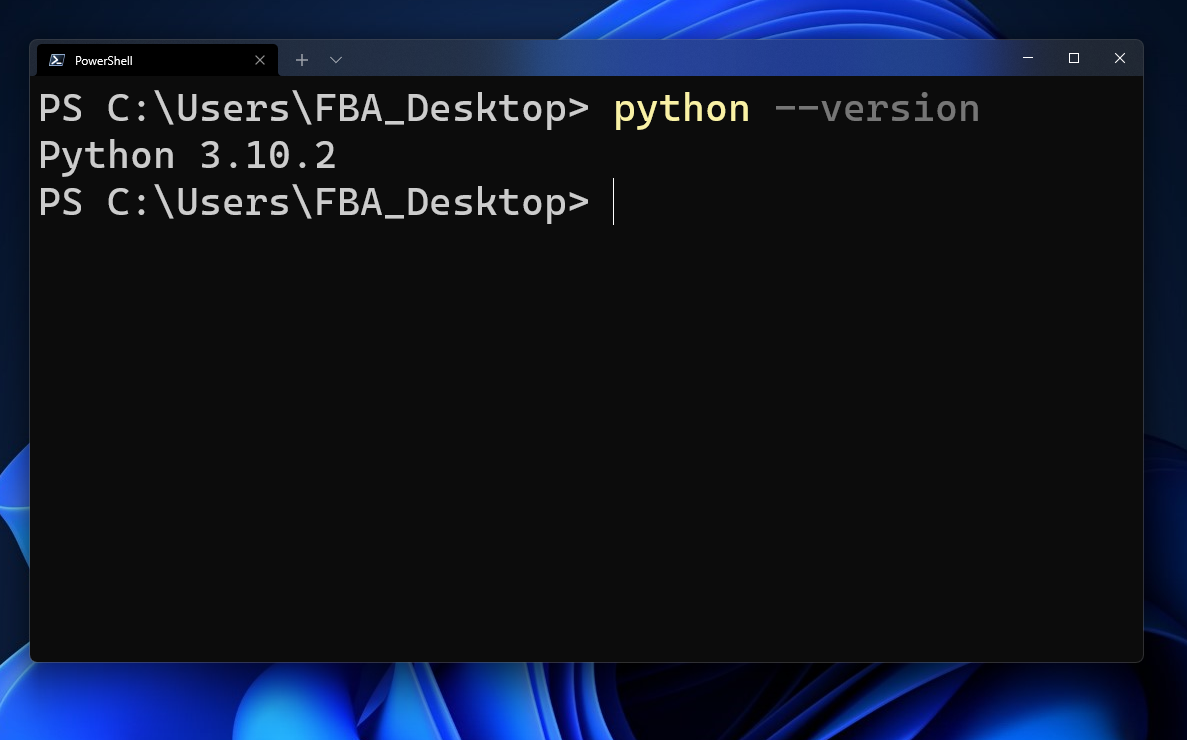 PowerShell
PS C:\Users\FBA_Desktop> python --version
Python 3.10.2
PS C:\Users\FBA_Desktop>